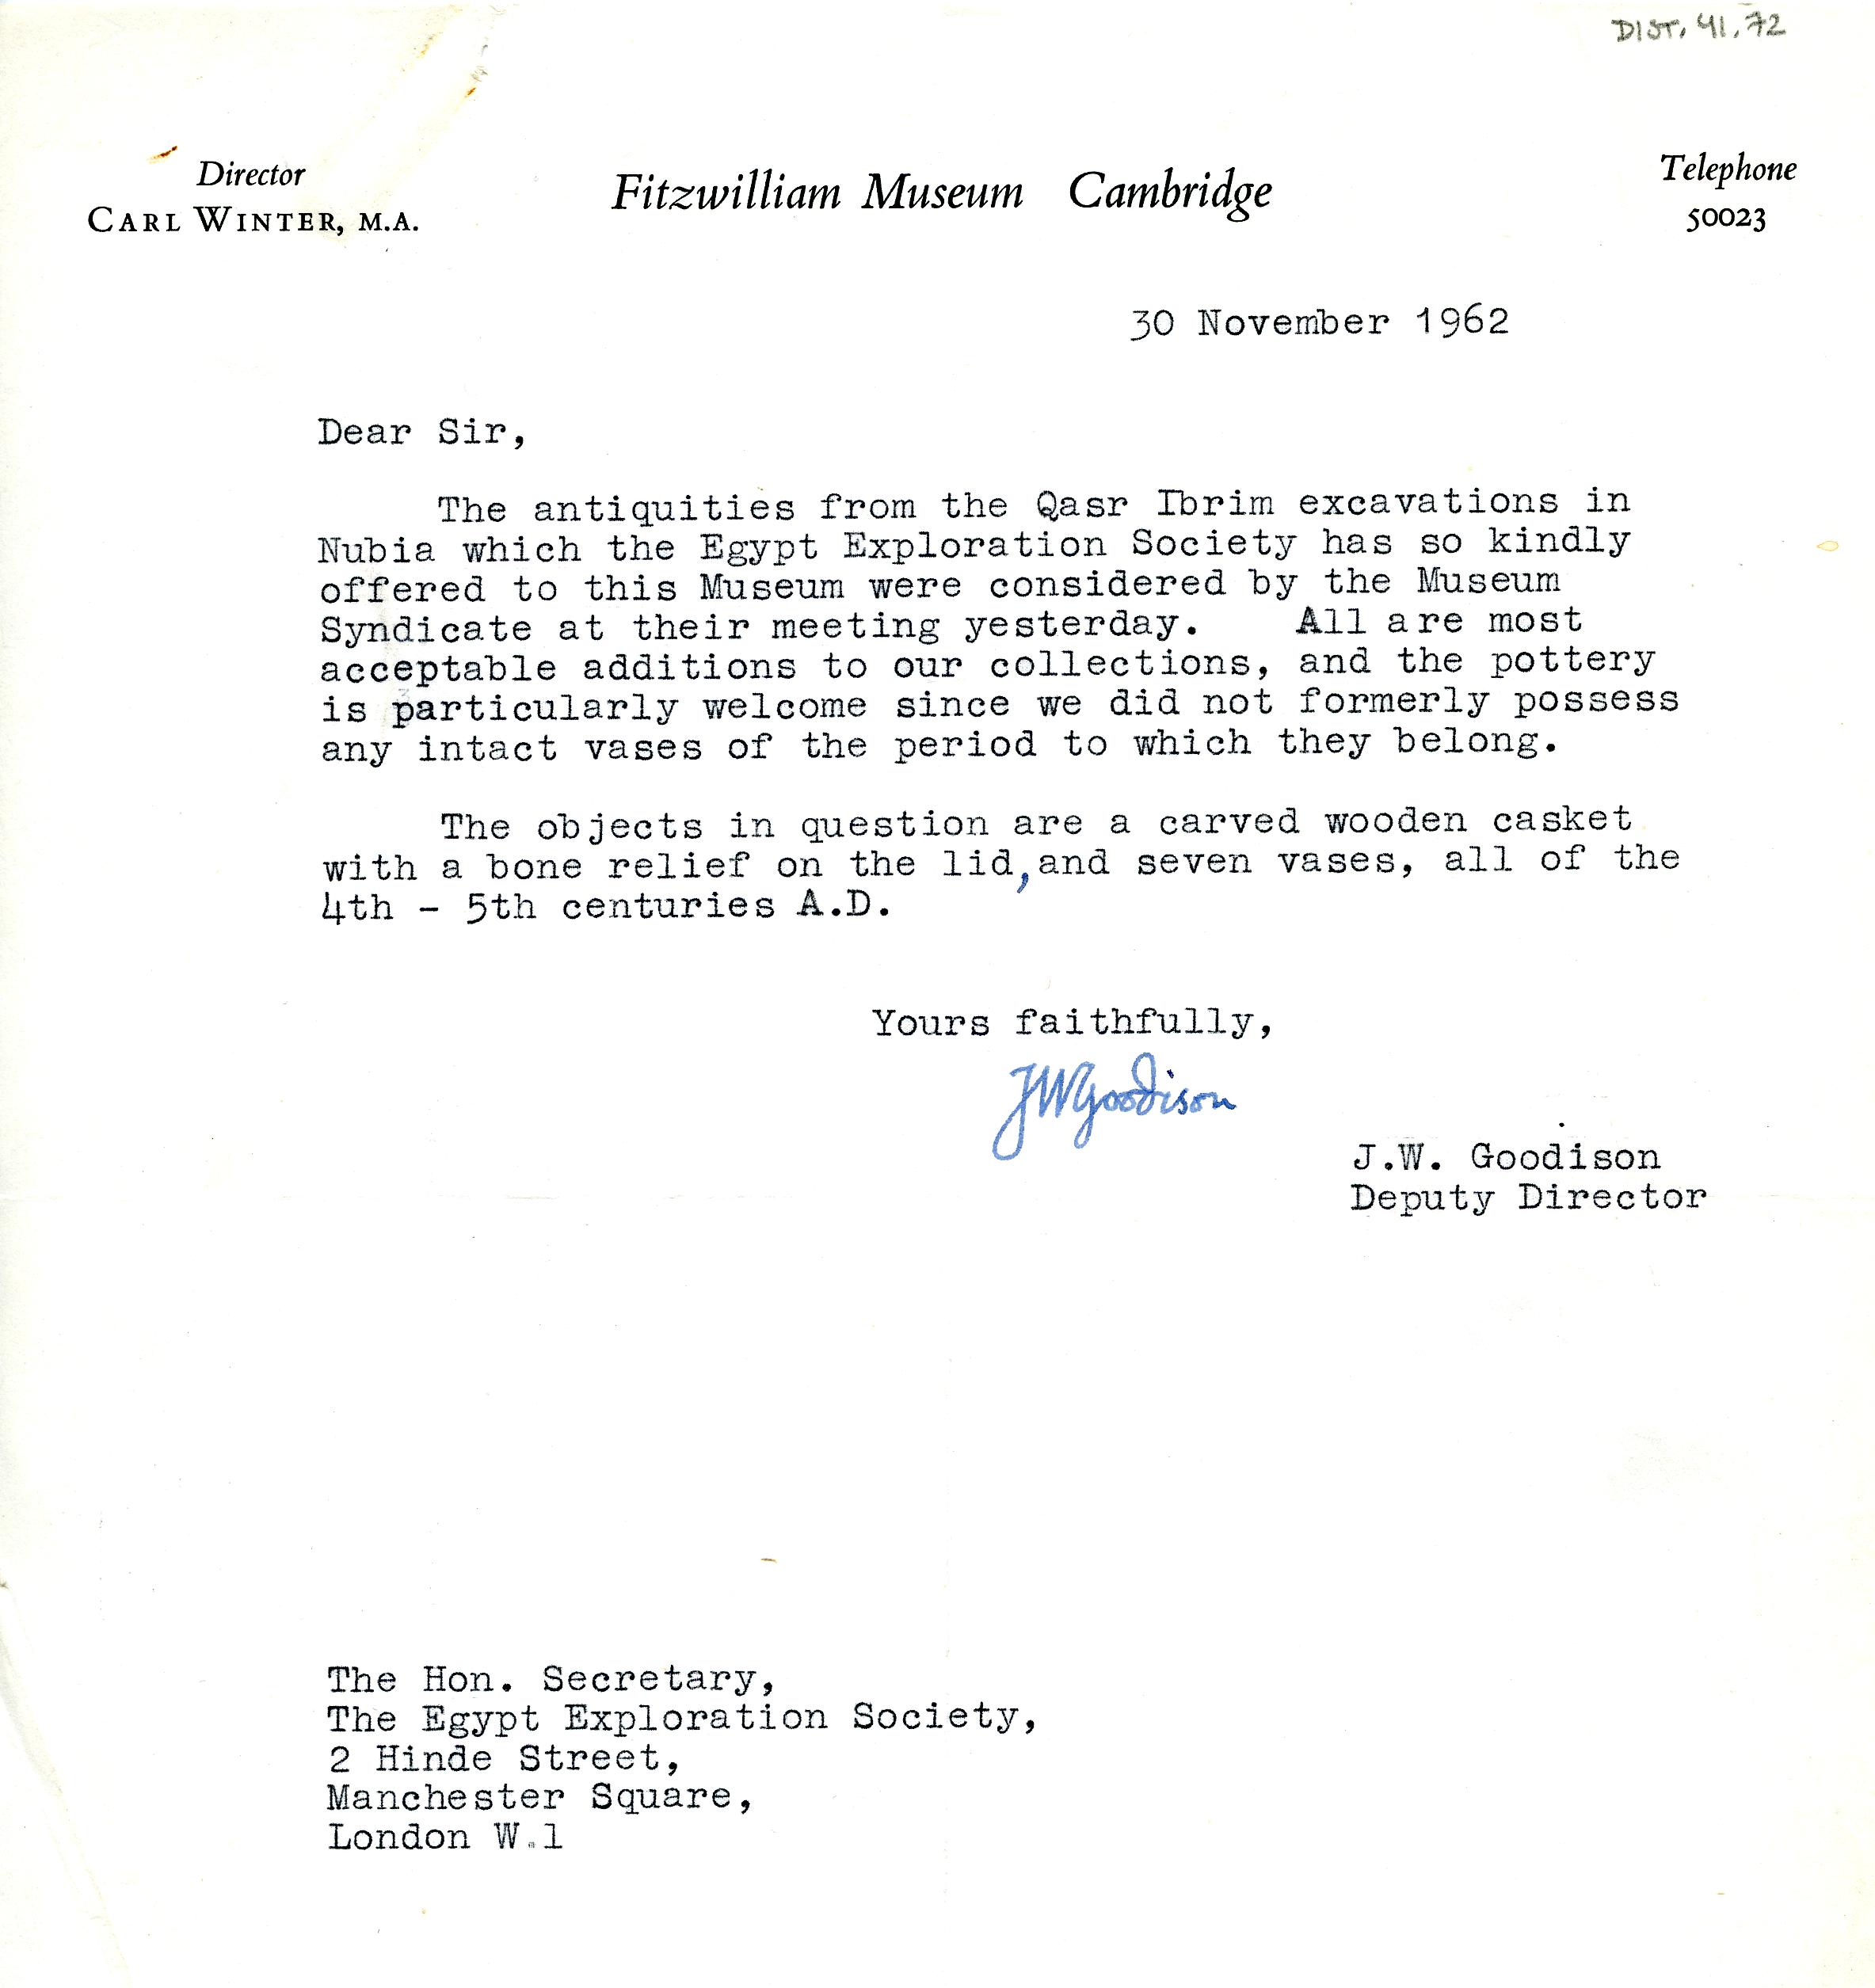 DIST. 41.72
Director
CARL WINTER, M.A.
Fitzwilliam Museum Cambridge
Telephone
50023
30 November 1962
Dear Sir,
The antiquities from the Qasr Ibrim excavations in
Nubia which the Egypt Exploration Society has so kindly
offered to this Museum were considered by the Museum
Syndicate at their meeting yesterday. All are most
acceptable additions to our collections, and the pottery
is particularly welcome since we did not formerly possess
any intact vases of the period to which they belong.
The objects in question are a carved wooden casket
with a bone relief on the lid, and seven vases, all of the
4th - 5th centuries A.D.
Yours faithfully,
JWGoodison
J.W. Goodison
Deputy Director
The Hon. Secretary,
The Egypt Exploration Society,
2 Hinde Street,
Manchester Square,
London W.1